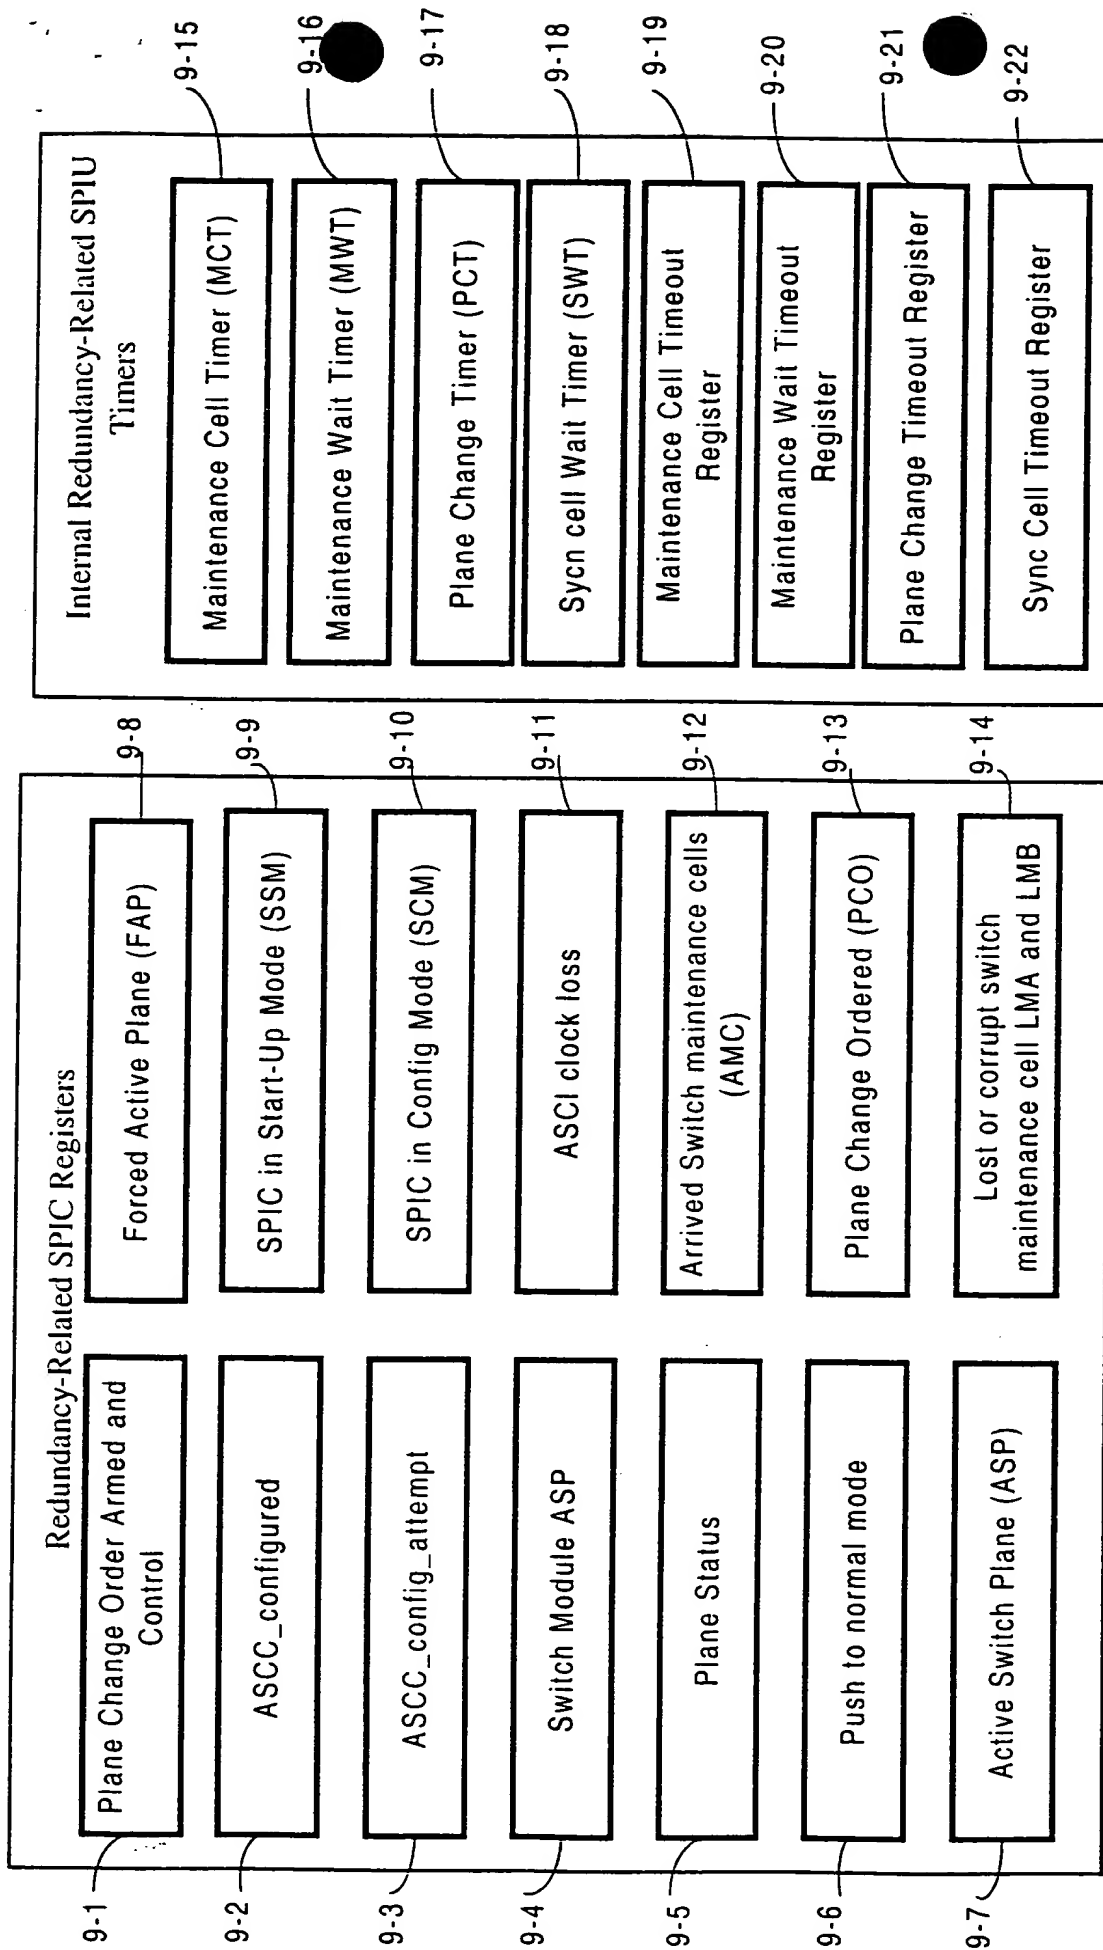 Redundancy-Related SPIC Registers
9-1
Plane Change Order Armed and
Control
9-2
ASCC_configured
9-3
ASCC_config_attempt
9-4
Switch Module ASP
9-5
Plane Status
9-6
Push to normal mode
9-7
Active Switch Plane (ASP)
9-8
Forced Active Plane (FAP)
9-9
SPIC in Start-Up Mode (SSM)
9-10
SPIC in Config Mode (SCM)
9-11
ASCI clock loss
9-12
Arrived Switch maintenance cells
(AMC)
9-13
Plane Change Ordered (PCO)
9-14
Lost or corrupt switch
maintenance cell LMA and LMB
Internal Redundancy-Related SPIU
Timers
9-15
Maintenance Cell Timer (MCT)
9-16
Maintenance Wait Timer (MWT)
9-17
Plane Change Timer (PCT)
9-18
Sycn cell Wait Timer (SWT)
9-19
Maintenance Cell Timeout
Register
9-20
Maintenance Wait Timeout
Register
9-21
Plane Change Timeout Register
9-22
Sync Cell Timeout Register